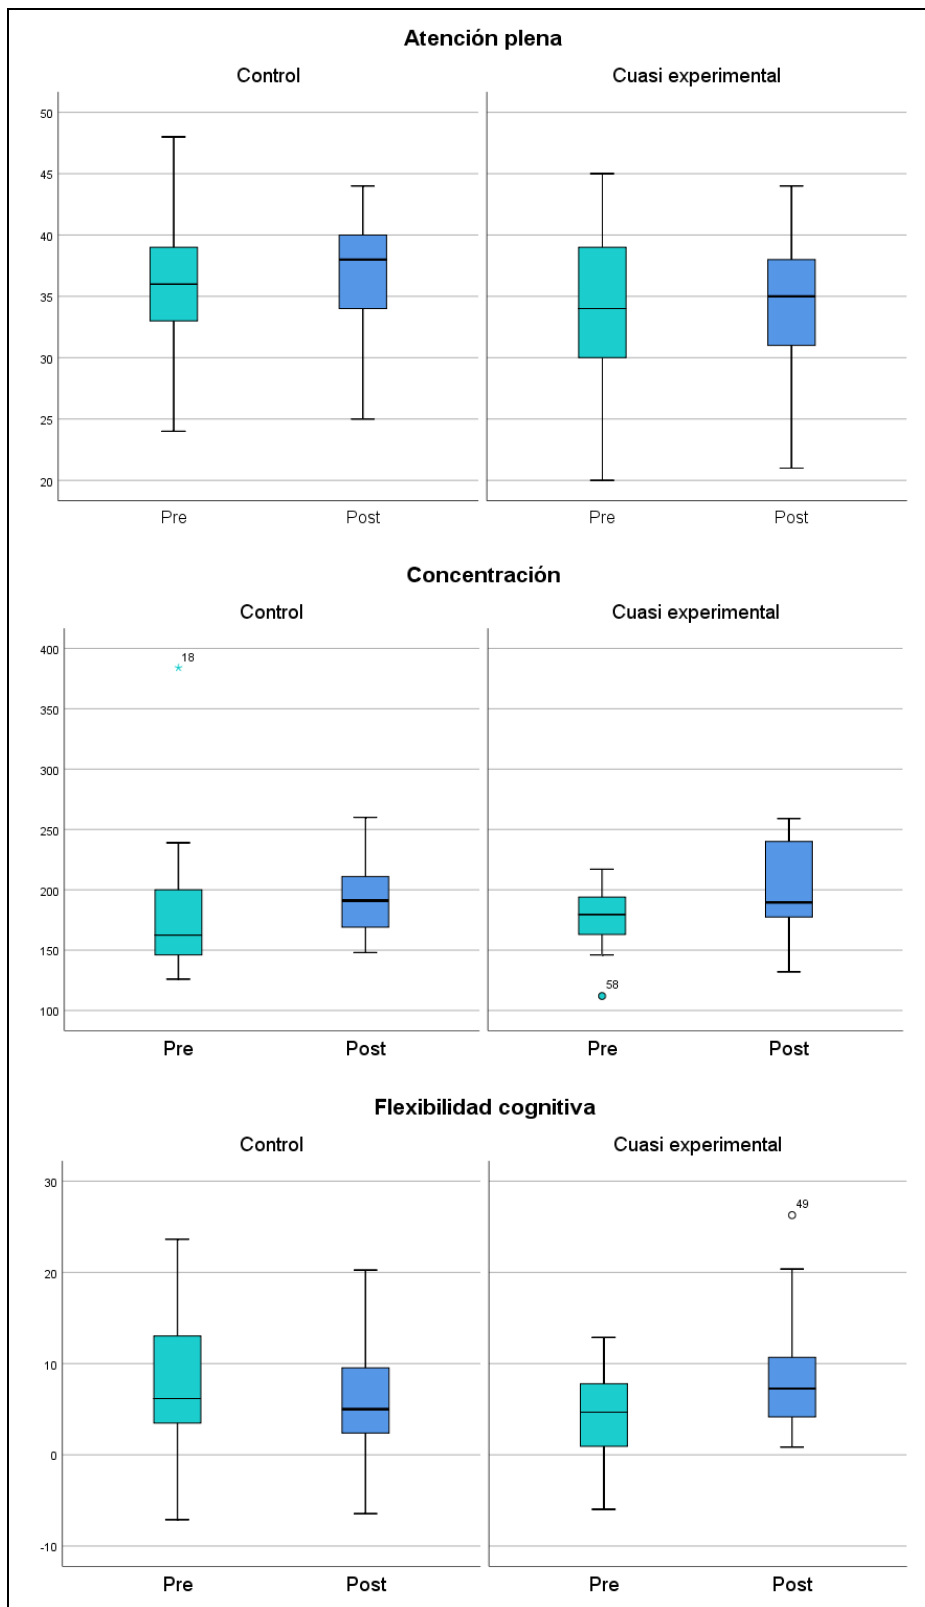 Atención plena
Control Cuasi experimental
50
45
40
35
30
25
20
Pre Post Pre Post
Concentración
Control Cuasi experimental
400
18
350
300
250
200
150
58
100
Pre Post Pre Post
Flexibilidad cognitiva
Control Cuasi experimental
30
49
20
10
0
-10
Pre Post Pre Post